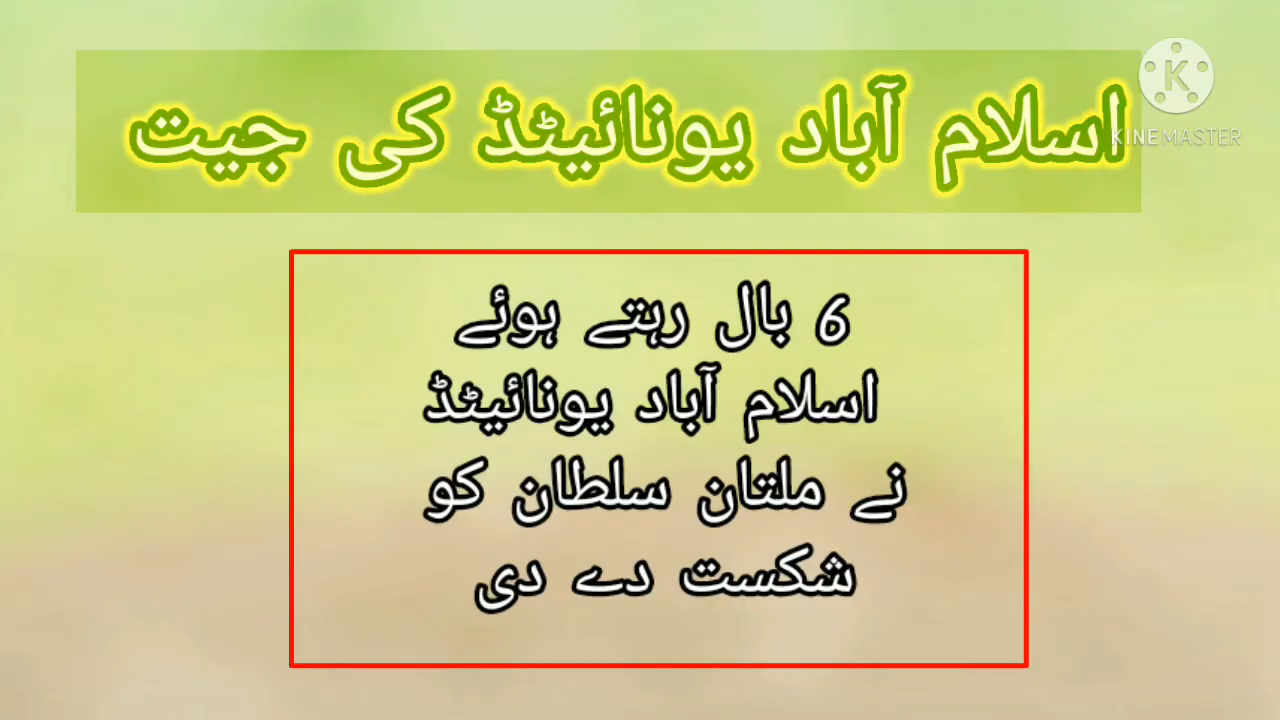 اسلام آباد یونائیٹڈ کی جیت
KINEMASTER
6 بال رہتے ہوئے
اسلام آباد یونائیٹڈ
نے ملتان سلطان کو
شکست دے دی